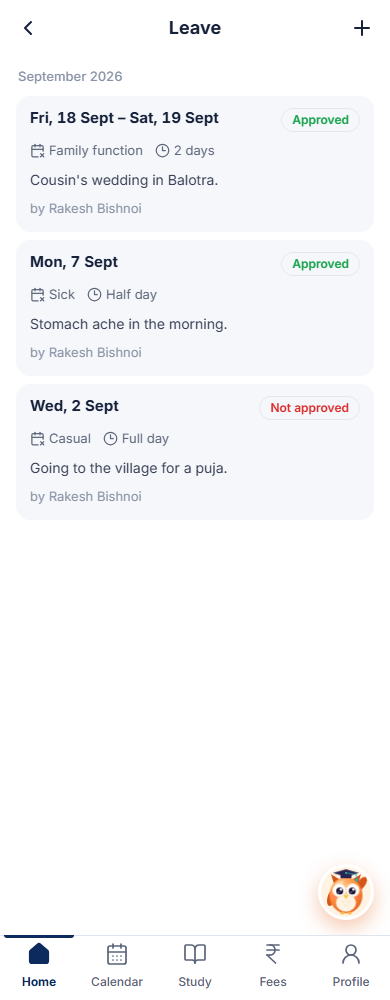 Leave
September 2026
Fri, 18 Sept – Sat, 19 Sept
Approved
Family function
2 days
Cousin's wedding in Balotra.
by Rakesh Bishnoi
Mon, 7 Sept
Approved
Sick
Half day
Stomach ache in the morning.
by Rakesh Bishnoi
Wed, 2 Sept
Not approved
Casual
Full day
Going to the village for a puja.
by Rakesh Bishnoi
Home
Calendar
Study
Fees
Profile